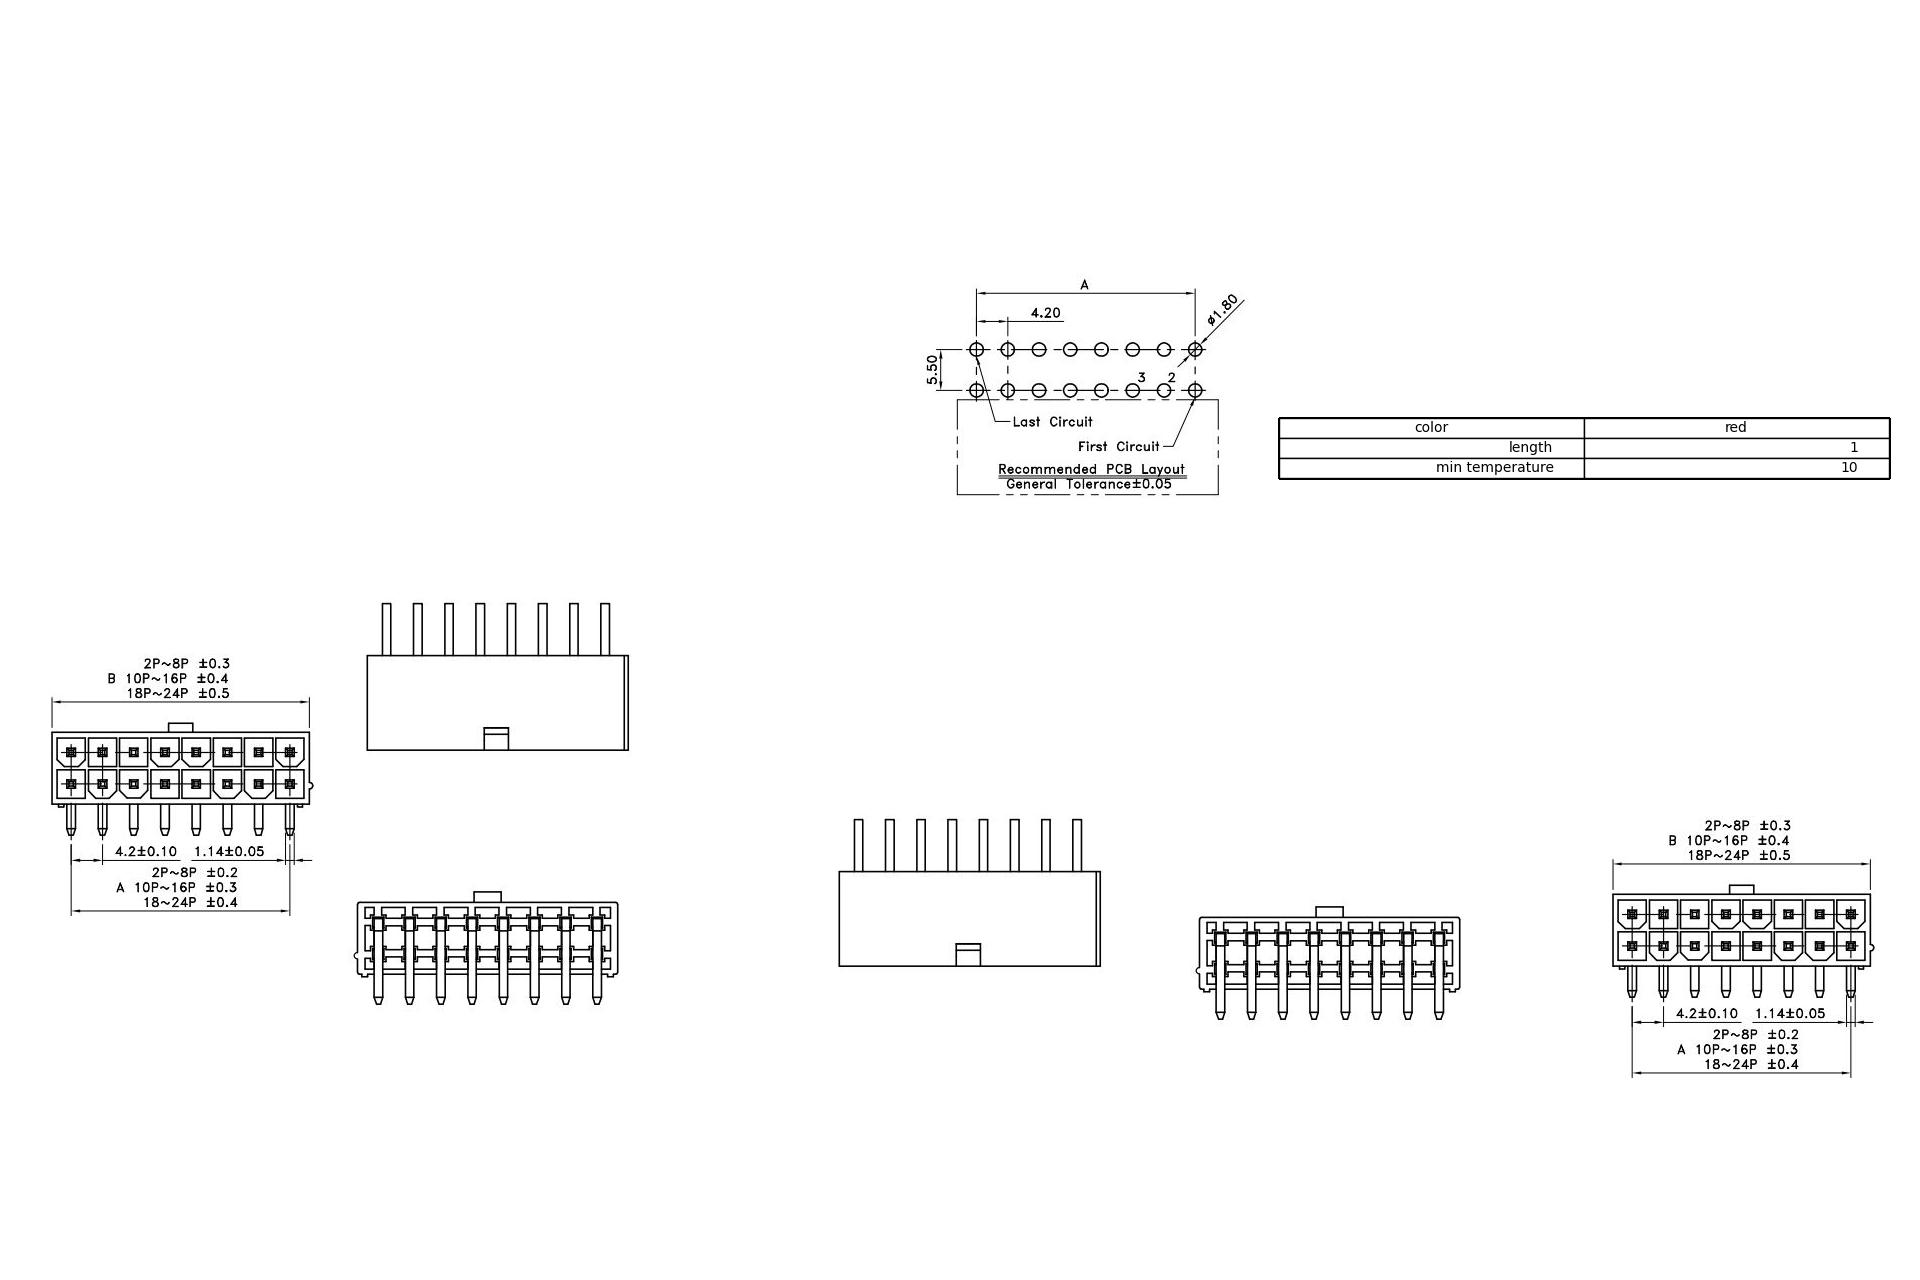 A
4.20
ø1.80
5.50
3 2
Last Circuit
First Circuit
Recommended PCB Layout
General Tolerance±0.05
color red
length 1
min temperature 10
2P~8P ±0.3
B 10P~16P ±0.4
18P~24P ±0.5
4.2±0.10 1.14±0.05
2P~8P ±0.2
A 10P~16P ±0.3
18~24P ±0.4
2P~8P ±0.3
B 10P~16P ±0.4
18P~24P ±0.5
4.2±0.10 1.14±0.05
2P~8P ±0.2
A 10P~16P ±0.3
18~24P ±0.4